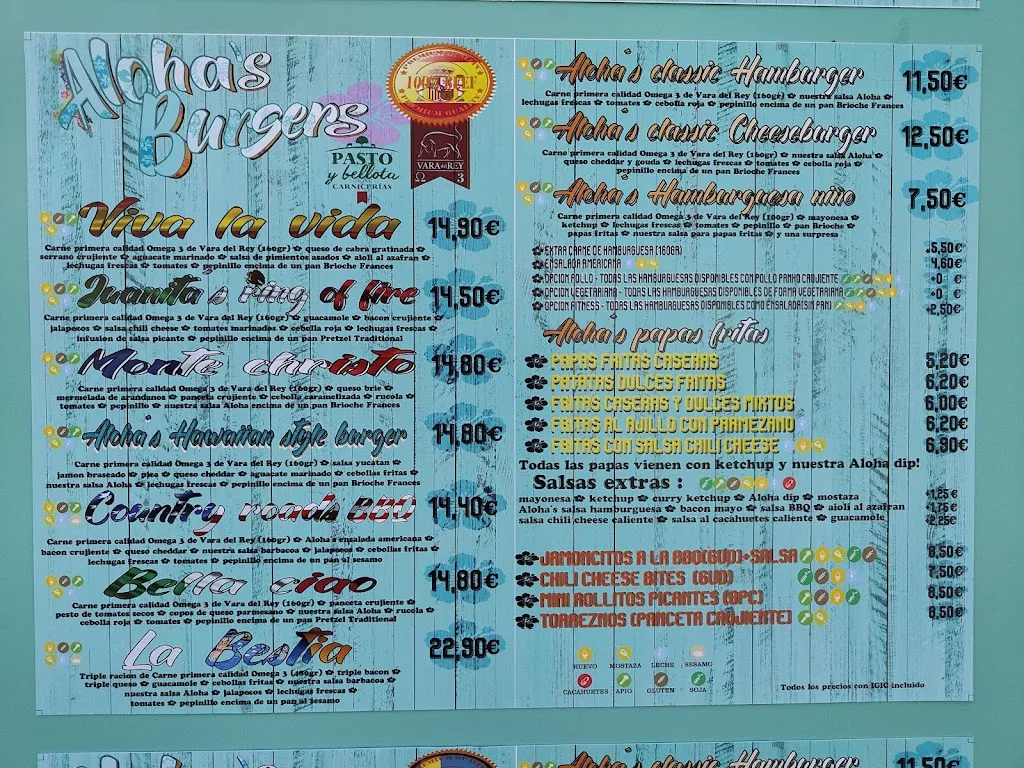 Aloha's
Burgers
100% BEEF
PREMIUM QUALITY
PASTO
y bellota
CARNICERÍAS
VARA DEL REY
Ω 3
Viva la vida 14,90€
Carne primera calidad Omega 3 de Vara del Rey (160gr) queso de cabra gratinada
serrano crujiente aguacate marinado salsa de pimientos asados aioli al azafran
lechugas frescas tomates pepinillo encima de un pan Brioche Frances
Juanita's ring of fire 14,50€
Carne primera calidad Omega 3 de Vara del Rey (160gr) guacamole bacon crujiente
jalapeños salsa chili cheese tomates marinados cebolla roja lechugas frescas
infusión de salsa picante pepinillo encima de un pan Pretzel Traditional
Monte christo 14,80€
Carne primera calidad Omega 3 de Vara del Rey (160gr) queso brie
mermelada de arandanos panceta crujiente cebolla caramelizada rucola
tomates pepinillo nuestra salsa Aloha encima de un pan Brioche Frances
Aloha's Hawaiian style burger 14,80€
Carne primera calidad Omega 3 de Vara del Rey (160gr) salsa yucatan
jamon braseado piña queso cheddar aguacate marinado cebollas fritas
nuestra salsa Aloha lechugas frescas pepinillo encima de un pan Brioche Frances
Country roads BBQ 14,40€
Carne primera calidad Omega 3 de Vara del Rey (160gr) Aloha's ensalada americana
bacon crujiente queso cheddar nuestra salsa barbacoa jalapeños cebollas fritas
lechugas frescas tomates pepinillo encima de un pan al sesamo
Bella ciao 14,80€
Carne primera calidad Omega 3 de Vara del Rey (160gr) panceta crujiente
pesto de tomates secos copos de queso parmesano nuestra salsa Aloha rucola
cebolla roja tomates pepinillo encima de un pan Pretzel Traditional
La Bestia 22,90€
Triple racion de Carne primera calidad Omega 3 (480gr) triple bacon
triple queso guacamole cebollas fritas nuestra salsa barbacoa
nuestra salsa Aloha jalapeños lechugas frescas
tomates pepinillo encima de un pan al sesamo
Aloha's classic Hamburger 11,50€
Carne primera calidad Omega 3 de Vara del Rey (160gr) nuestra salsa Aloha
lechugas frescas tomates cebolla roja pepinillo encima de un pan Brioche Frances
Aloha's classic Cheeseburger 12,50€
Carne primera calidad Omega 3 de Vara del Rey (160gr) nuestra salsa Aloha
queso cheddar y gouda lechugas frescas tomates cebolla roja
pepinillo encima de un pan Brioche Frances
Aloha's Hamburguesa niño 7,50€
Carne primera calidad Omega 3 de Vara del Rey (160gr) mayonesa
ketchup lechugas frescas tomates pepinillo encima de un pan Brioche Frances
papas fritas nuestra salsa para papas fritas y una surpresa
EXTRA CARNE DE HAMBURGUESA (160GR) +5,50€
ENSALADA AMERICANA 4,60€
OPCION POLLO - TODAS LAS HAMBURGUESAS DISPONIBLES CON POLLO PANKO CRUJIENTE +0 €
OPCION VEGETARIANA - TODAS LAS HAMBURGUESAS DISPONIBLES DE FORMA VEGETARIANA +0 €
OPCION FITNESS - TODAS LAS HAMBURGUESAS DISPONIBLES COMO ENSALADA(SIN PAN) +2,50€
Aloha's papas fritas
PAPAS FRITAS CASERAS 5,20€
PATATAS DULCES FRITAS 6,20€
FRITAS CASERAS Y DULCES MIXTOS 6,00€
FRITAS AL AJILLO CON PARMEZANO 6,20€
FRITAS CON SALSA CHILI CHEESE 6,90€
Todas las papas vienen con ketchup y nuestra Aloha dip!
Salsas extras :
mayonesa ketchup curry ketchup Aloha dip mostaza +1,25 €
Aloha's salsa hamburguesa bacon mayo salsa BBQ aioli al azafran +1,75 €
salsa chili cheese caliente salsa al cacahuetes caliente guacamole +2,25€
JAMONCITOS A LA BBQ(6UD)+SALSA 8,50€
CHILI CHEESE BITES (6UD) 7,50€
MINI ROLLITOS PICANTES (8PC) 8,50€
TORREZNOS (PANCETA CRUJIENTE) 8,50€
HUEVO MOSTAZA LECHE SESAMO
CACAHUETES APIO GLUTEN SOJA
Todos los precios con IGIC incluido
Aloha's classic Hamburger 11,50€